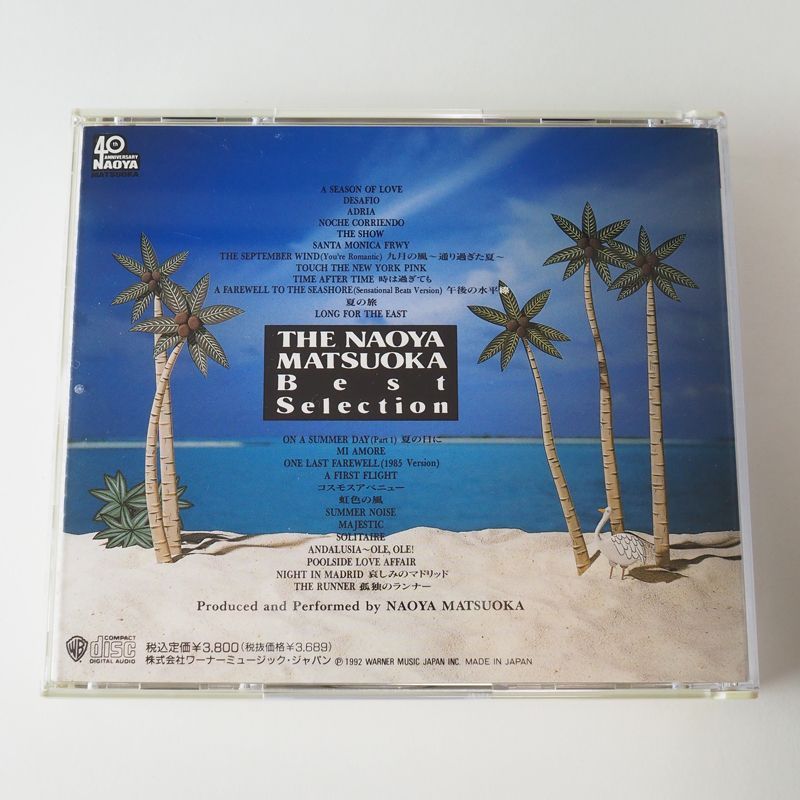 40th
ANNIVERSARY
NAOYA
MATSUOKA
A SEASON OF LOVE
DESAFIO
ADRIA
NOCHE CORRIENDO
THE SHOW
SANTA MONICA FRWY
THE SEPTEMBER WIND(You're Romantic) 九月の風～通り過ぎた夏～
TOUCH THE NEW YORK PINK
TIME AFTER TIME 時は過ぎても
A FAREWELL TO THE SEASHORE(Sensational Beats Version) 午後の水平線
夏の旅
LONG FOR THE EAST
THE NAOYA
MATSUOKA
Best
Selection
ON A SUMMER DAY(Part 1) 夏の日に
MI AMORE
ONE LAST FAREWELL(1985 Version)
A FIRST FLIGHT
コスモスアベニュー
虹色の風
SUMMER NOISE
MAJESTIC
SOLITAIRE
ANDALUSIA～OLE, OLE!
POOLSIDE LOVE AFFAIR
NIGHT IN MADRID 哀しみのマドリッド
THE RUNNER 孤独のランナー
Produced and Performed by NAOYA MATSUOKA
WB COMPACT disc DIGITAL AUDIO
税込定価¥3,800(税抜価格¥3,689)
株式会社ワーナーミュージック・ジャパン ℗ 1992 WARNER MUSIC JAPAN INC. MADE IN JAPAN